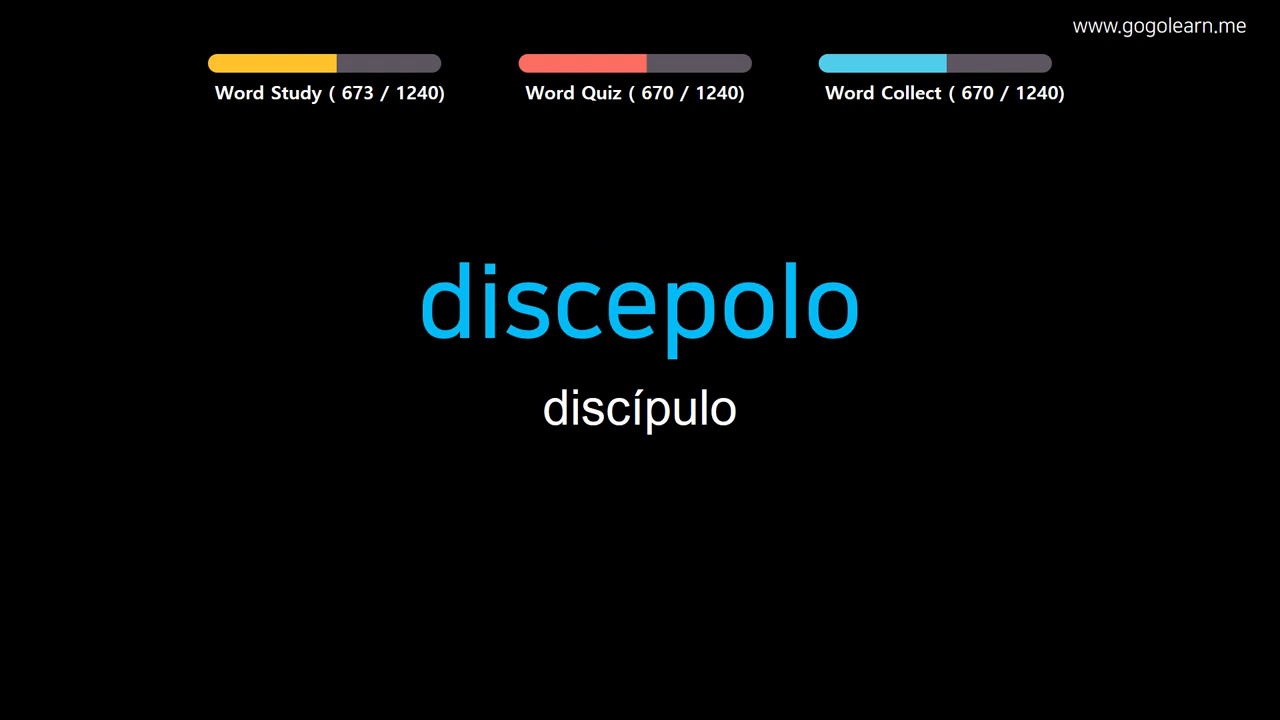 www.gogolearn.me
Word Study ( 673 / 1240)
Word Quiz ( 670 / 1240)
Word Collect ( 670 / 1240)
discepolo
discípulo